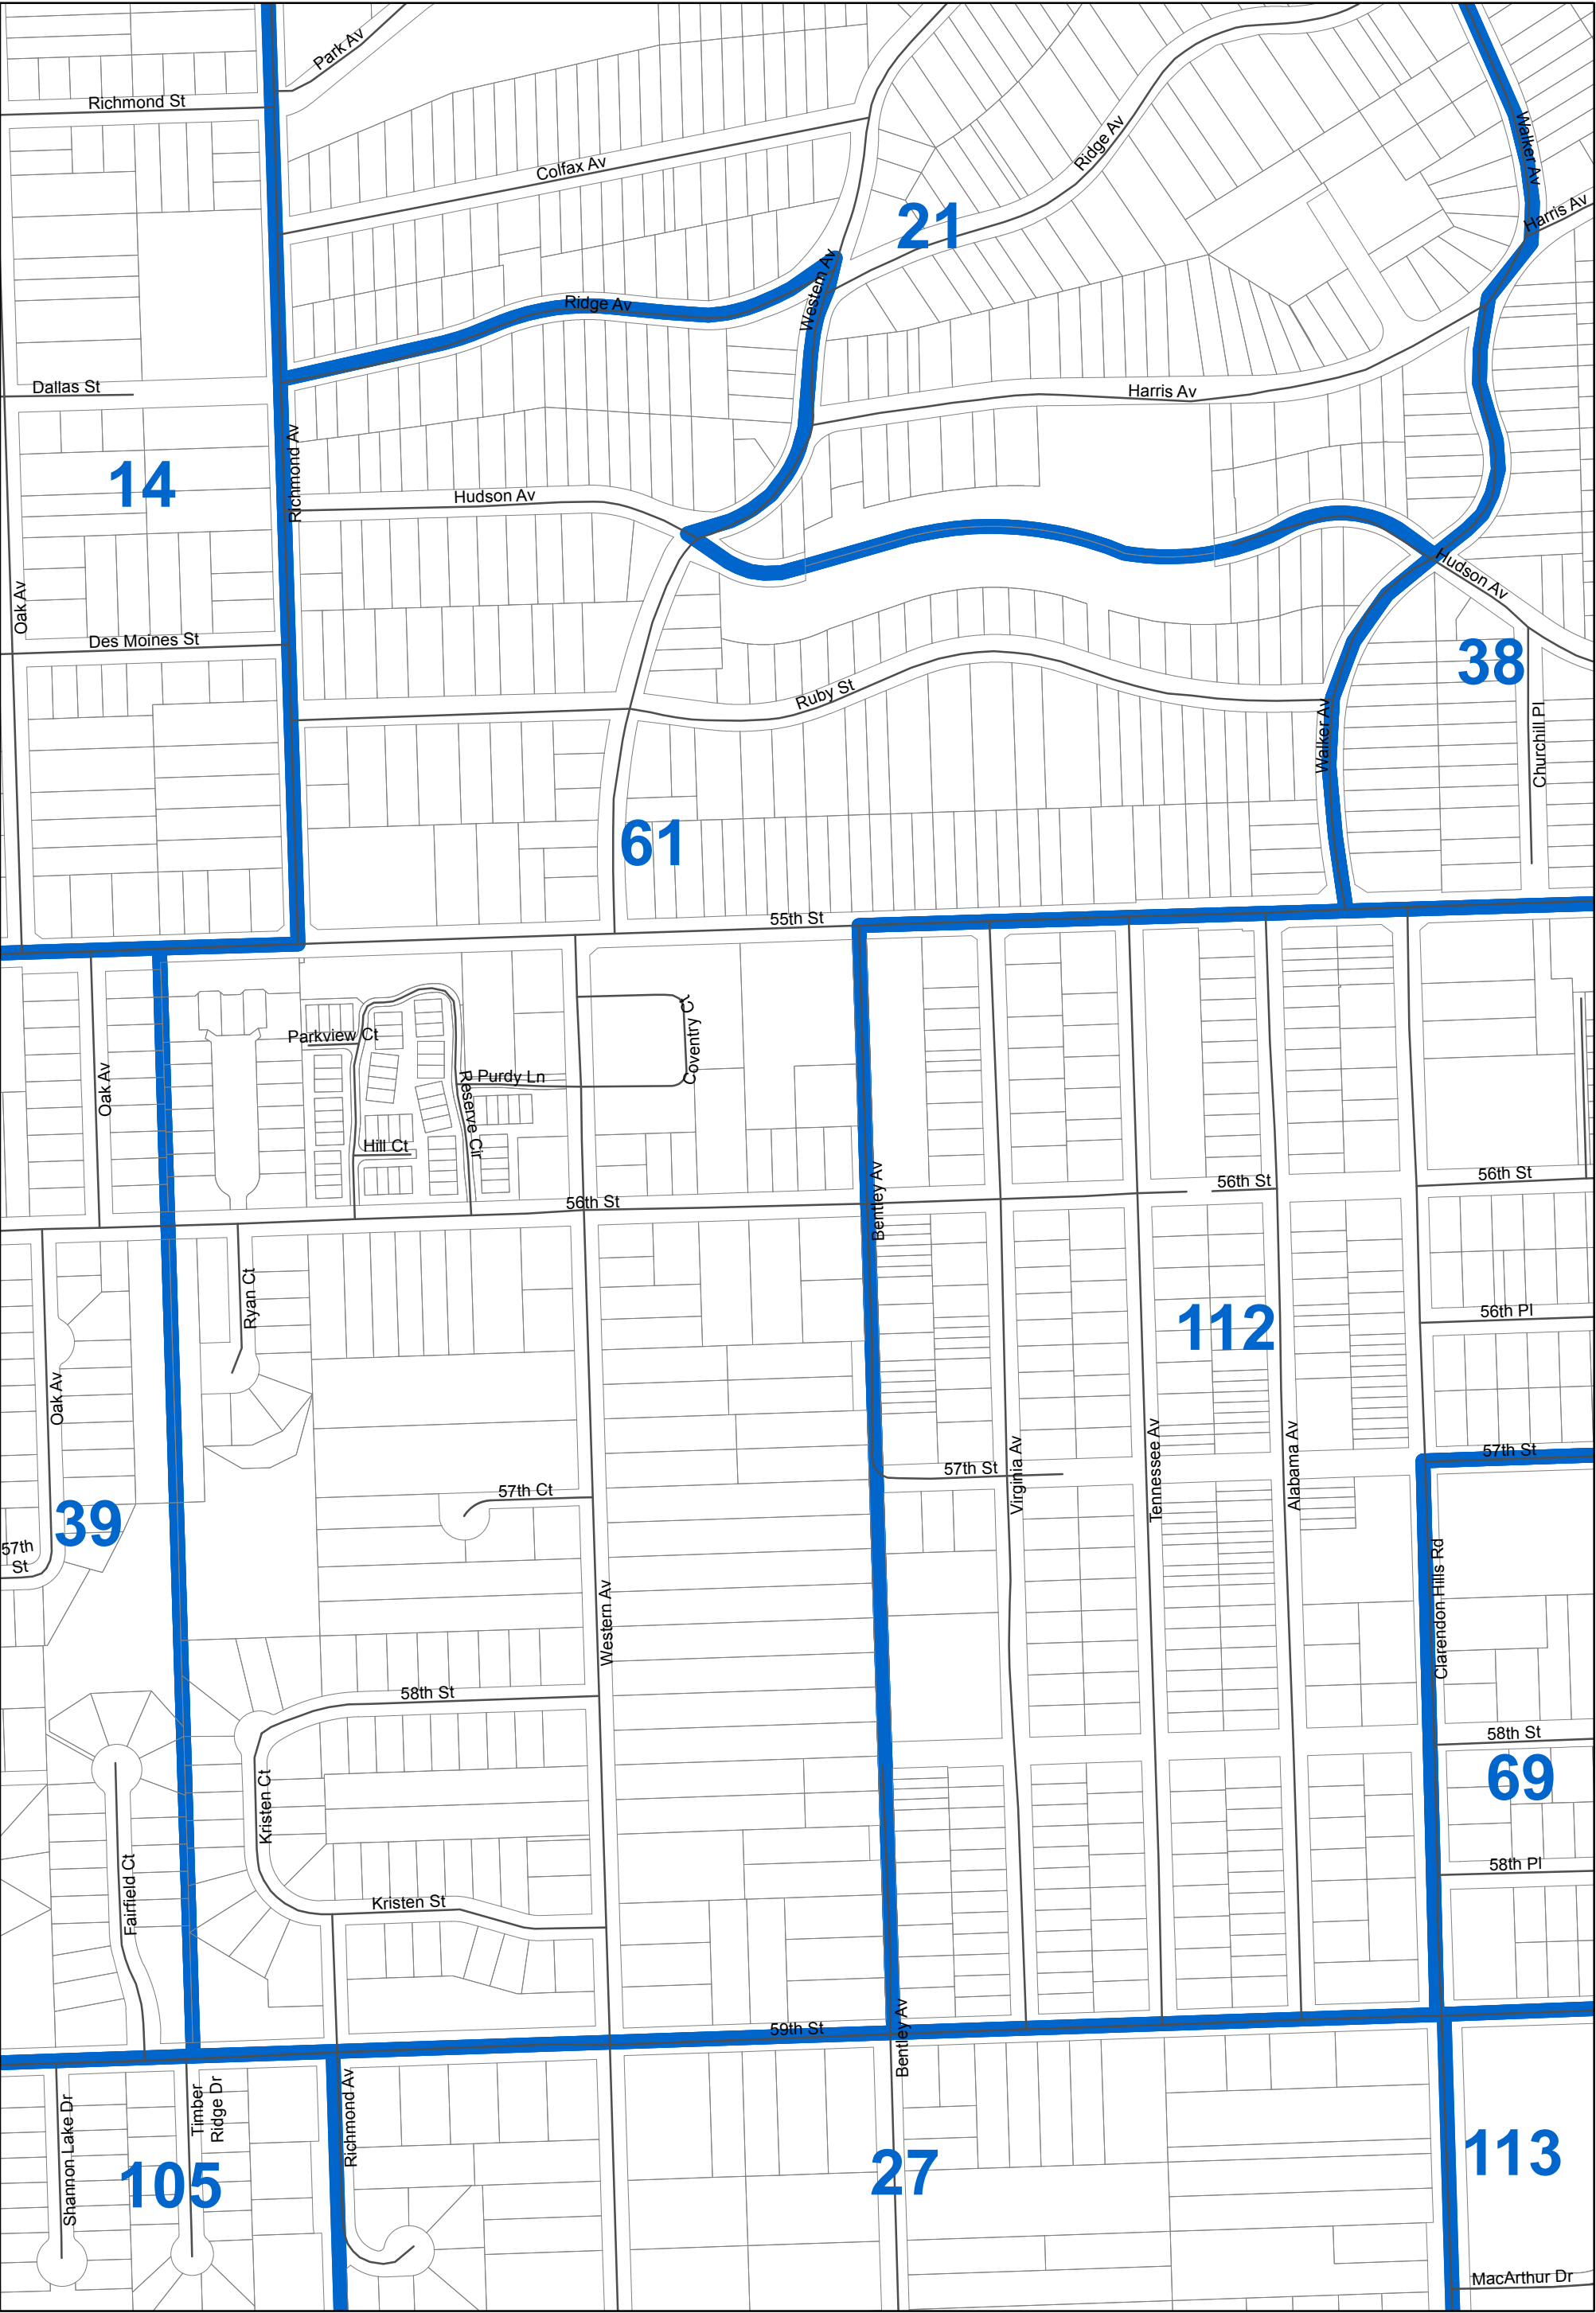 Park Av
Richmond St
Walker Av
Colfax Av
Ridge Av
Harris Av
21
Western Av
Ridge Av
Dallas St
Harris Av
Richmond Av
14
Hudson Av
Oak Av
Hudson Av
Des Moines St
38
Ruby St
Walker Av
Churchill Pl
61
55th St
Parkview Ct
Coventry Ct
Oak Av
Purdy Ln
Reserve Cir
Hill Ct
56th St
Bentley Av
56th St
56th St
Ryan Ct
56th Pl
112
Oak Av
57th St
57th St
Virginia Av
Tennessee Av
Alabama Av
57th Ct
39
57th
St
Western Av
Clarendon Hills Rd
58th St
58th St
69
Kristen Ct
58th Pl
Fairfield Ct
Kristen St
59th St
Bentley Av
Shannon Lake Dr
Timber
Ridge Dr
Richmond Av
105
27
113
MacArthur Dr